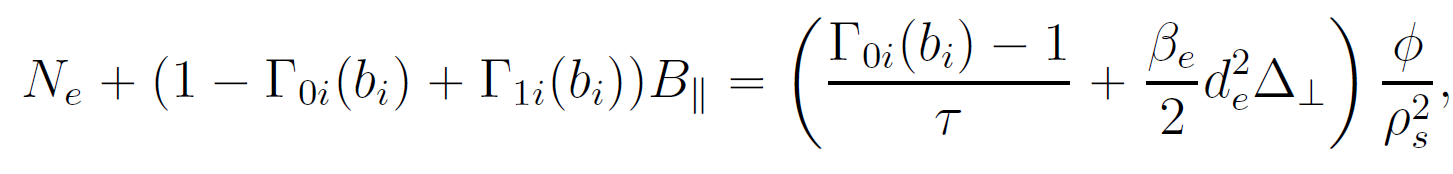 $N_e + (1 - \Gamma_{0i}(b_i) + \Gamma_{1i}(b_i))B_{\parallel} = \left( \frac{\Gamma_{0i}(b_i) - 1}{\tau} + \frac{\beta_e}{2} d_e^2 \Delta_{\perp} \right) \frac{\phi}{\rho_s^2},$